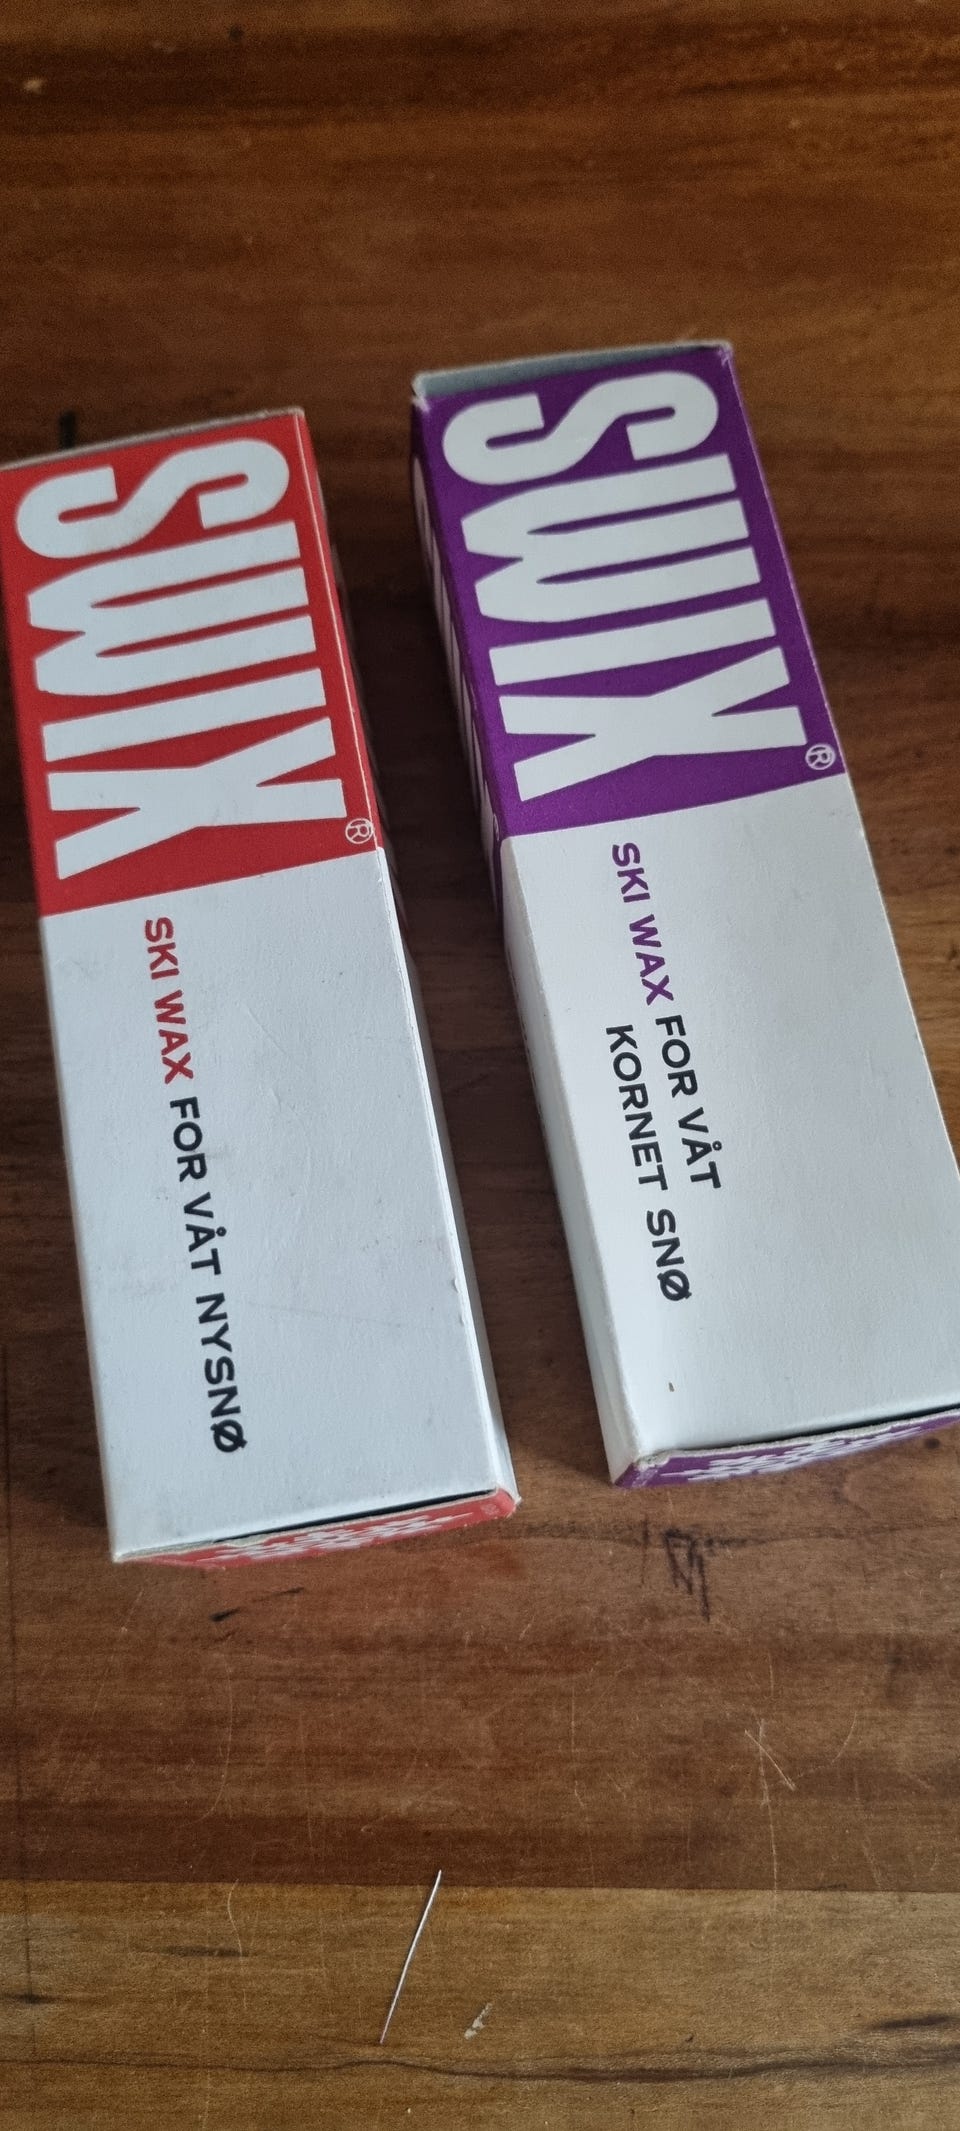 SWIX®
SKI WAX FOR VÅT NYSNØ
SWIX®
SKI WAX FOR VÅT
KORNET SNØ